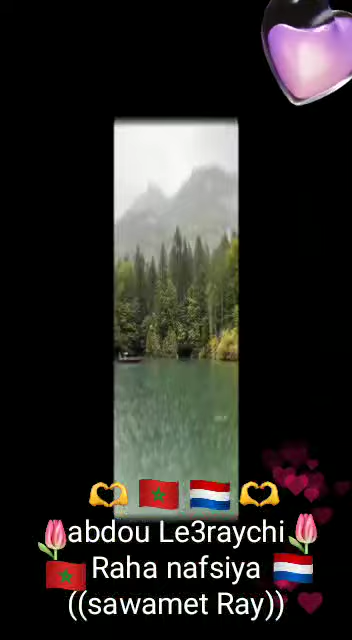 🫶 🇲🇦 🇳🇱 🫶
🌷abdou Le3raychi🌷
🇲🇦 Raha nafsiya 🇳🇱
((sawamet Ray))